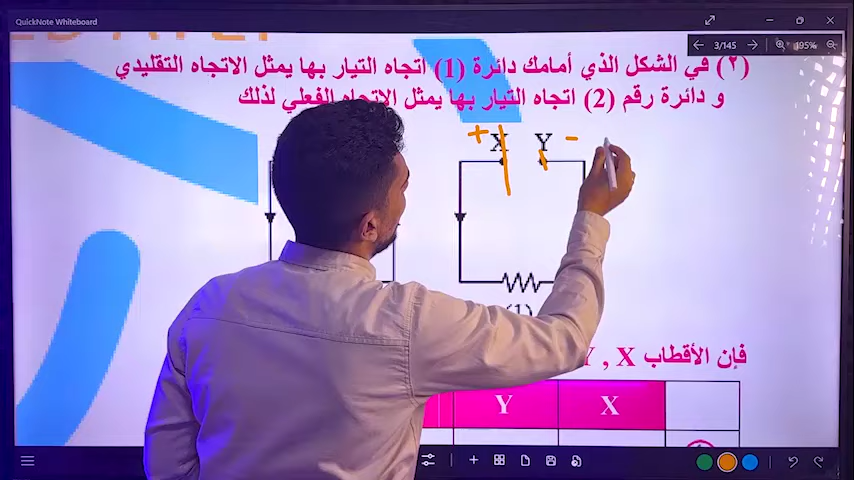 QuickNote Whiteboard
3/145
195%
(٢) في الشكل الذي أمامك دائرة (1) اتجاه التيار بها يمثل الاتجاه التقليدي
و دائرة رقم (2) اتجاه التيار بها يمثل الاتجاه الفعلي لذلك
+ X Y -
(1)
فإن الأقطاب X , Y
X Y